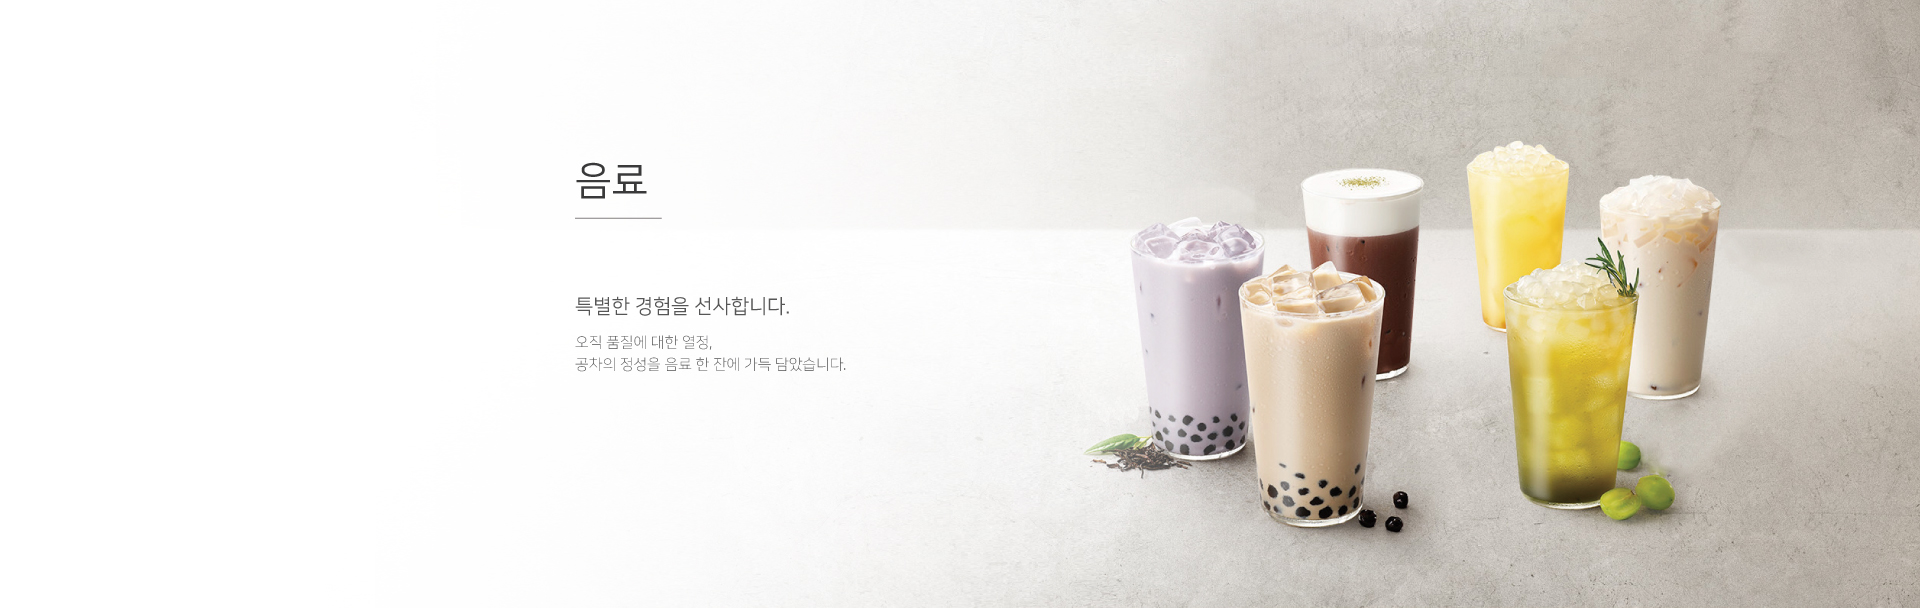 음료
특별한 경험을 선사합니다.
오직 품질에 대한 열정,
공차의 정성을 음료 한 잔에 가득 담았습니다.